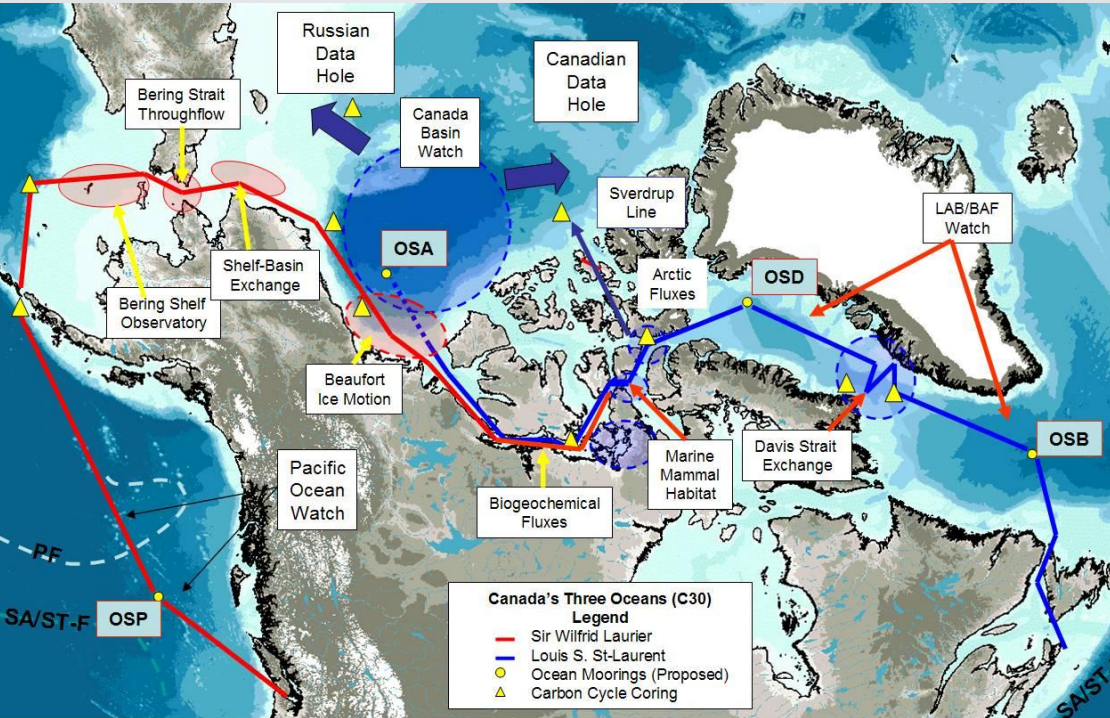 Russian
Data
Hole
Canadian
Data
Hole
Bering Strait
Throughflow
Canada
Basin
Watch
Sverdrup
Line
LAB/BAF
Watch
OSA
Shelf-Basin
Exchange
Arctic
Fluxes
OSD
Bering Shelf
Observatory
Beaufort
Ice Motion
Pacific
Ocean
Watch
Biogeochemical
Fluxes
Marine
Mammal
Habitat
Davis Strait
Exchange
OSB
PF
SA/ST-F
OSP
Canada's Three Oceans (C30)
Legend
Sir Wilfrid Laurier
Louis S. St-Laurent
Ocean Moorings (Proposed)
Carbon Cycle Coring
SA/ST